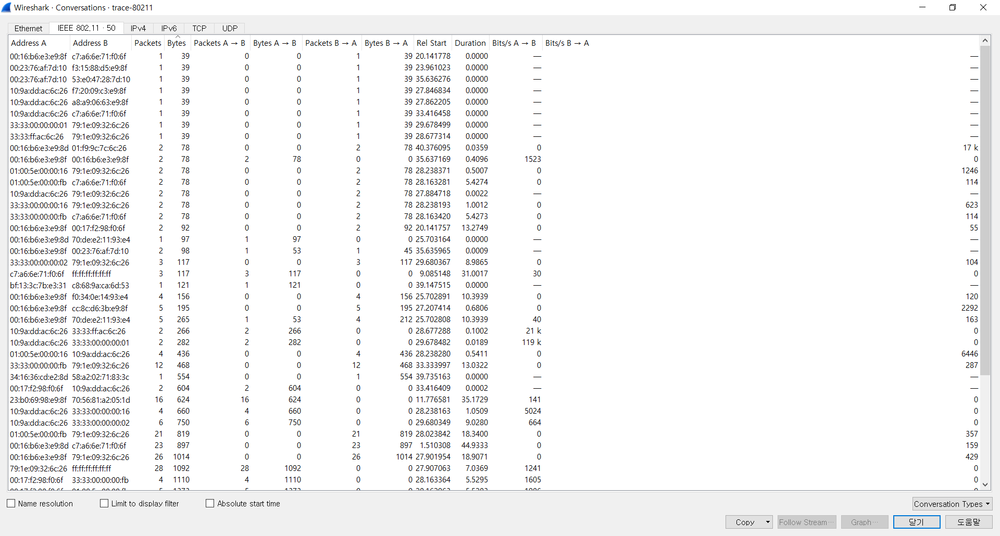 Wireshark · Conversations · trace-80211
Ethernet IEEE 802.11 · 50 IPv4 IPv6 TCP UDP
Address A Address B Packets Bytes Packets A → B Bytes A → B Packets B → A Bytes B → A Rel Start Duration Bits/s A → B Bits/s B → A
00:16:b6:e3:e9:8f c7:a6:6e:71:f0:6f 1 39 0 0 1 39 20.141778 0.0000 — —
00:23:76:af:7d:10 f3:15:88:d5:e9:8f 1 39 0 0 1 39 23.961023 0.0000 — —
00:23:76:af:7d:10 53:e0:47:28:7d:10 1 39 0 0 1 39 35.636276 0.0000 — —
10:9a:dd:ac:6c:26 f7:20:09:c3:e9:8f 1 39 0 0 1 39 27.846834 0.0000 — —
10:9a:dd:ac:6c:26 a8:a9:06:63:e9:8f 1 39 0 0 1 39 27.862205 0.0000 — —
10:9a:dd:ac:6c:26 c7:a6:6e:71:f0:6f 1 39 0 0 1 39 33.416458 0.0000 — —
33:33:00:00:00:01 79:1e:09:32:6c:26 1 39 0 0 1 39 29.678499 0.0000 — —
33:33:ff:ac:6c:26 79:1e:09:32:6c:26 1 39 0 0 1 39 28.677314 0.0000 — —
00:16:b6:e3:e9:8d 01:f9:9c:7c:6c:26 2 78 0 0 2 78 40.376095 0.0359 0 17 k
00:16:b6:e3:e9:8f 00:16:b6:e3:e9:8f 2 78 2 78 0 0 35.637169 0.4096 1523 0
01:00:5e:00:00:16 79:1e:09:32:6c:26 2 78 0 0 2 78 28.238371 0.5007 0 1246
01:00:5e:00:00:fb c7:a6:6e:71:f0:6f 2 78 0 0 2 78 28.163281 5.4274 0 114
10:9a:dd:ac:6c:26 79:1e:09:32:6c:26 2 78 0 0 2 78 27.884718 0.0022 — —
33:33:00:00:00:16 79:1e:09:32:6c:26 2 78 0 0 2 78 28.238193 1.0012 0 623
33:33:00:00:00:fb c7:a6:6e:71:f0:6f 2 78 0 0 2 78 28.163420 5.4273 0 114
00:16:b6:e3:e9:8f 00:17:f2:98:f0:6f 2 92 0 0 2 92 20.141757 13.2749 0 55
00:16:b6:e3:e9:8d 70:de:e2:11:93:e4 1 97 1 97 0 0 25.703164 0.0000 — —
00:16:b6:e3:e9:8f 00:23:76:af:7d:10 2 98 1 53 1 45 35.635965 0.0009 — —
33:33:00:00:00:02 79:1e:09:32:6c:26 3 117 0 0 3 117 29.680367 8.9865 0 104
c7:a6:6e:71:f0:6f ff:ff:ff:ff:ff:ff 3 117 3 117 0 0 9.085148 31.0017 30 0
bf:13:3c:7b:e3:31 c8:68:9a:ca:6d:53 1 121 1 121 0 0 39.147515 0.0000 — —
00:16:b6:e3:e9:8f f0:34:0e:14:93:e4 4 156 0 0 4 156 25.702891 10.3939 0 120
00:16:b6:e3:e9:8f cc:8c:d6:3b:e9:8f 5 195 0 0 5 195 27.207414 0.6806 0 2292
00:16:b6:e3:e9:8f 70:de:e2:11:93:e4 5 265 1 53 4 212 25.702808 10.3939 40 163
10:9a:dd:ac:6c:26 33:33:ff:ac:6c:26 2 266 2 266 0 0 28.677288 0.1002 21 k 0
10:9a:dd:ac:6c:26 33:33:00:00:00:01 2 282 2 282 0 0 29.678482 0.0189 119 k 0
01:00:5e:00:00:16 10:9a:dd:ac:6c:26 4 436 0 0 4 436 28.238280 0.5411 0 6446
33:33:00:00:00:fb 79:1e:09:32:6c:26 12 468 0 0 12 468 33.333997 13.0322 0 287
34:16:36:cd:e2:8d 58:a2:02:71:83:3c 1 554 0 0 1 554 39.735163 0.0000 — —
00:17:f2:98:f0:6f 10:9a:dd:ac:6c:26 2 604 2 604 0 0 33.416409 0.0002 — —
23:b0:69:98:e9:8f 70:56:81:a2:05:1d 16 624 16 624 0 0 11.776581 35.1729 141 0
10:9a:dd:ac:6c:26 33:33:00:00:00:16 4 660 4 660 0 0 28.238163 1.0509 5024 0
10:9a:dd:ac:6c:26 33:33:00:00:00:02 6 750 6 750 0 0 29.680349 9.0280 664 0
01:00:5e:00:00:fb 79:1e:09:32:6c:26 21 819 0 0 21 819 28.023842 18.3400 0 357
00:16:b6:e3:e9:8d c7:a6:6e:71:f0:6f 23 897 0 0 23 897 1.510308 44.9333 0 159
00:16:b6:e3:e9:8f 79:1e:09:32:6c:26 26 1014 0 0 26 1014 27.901954 18.9071 0 429
79:1e:09:32:6c:26 ff:ff:ff:ff:ff:ff 28 1092 28 1092 0 0 27.907063 7.0369 1241 0
00:17:f2:98:f0:6f 33:33:00:00:00:fb 4 1110 4 1110 0 0 28.163364 5.5295 1605 0
Name resolution Limit to display filter Absolute start time
Conversation Types
Copy Follow Stream… Graph… 닫기 도움말